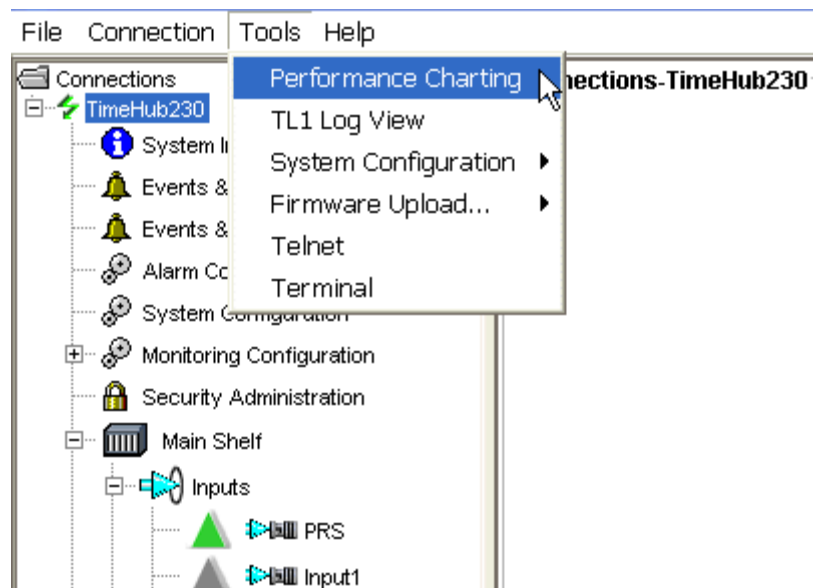 File Connection Tools Help
Connections
TimeHub230
System
Events &
Events &
Alarm
System
Monitoring Configuration
Security Administration
Main Shelf
Inputs
PRS
Input1
Performance Charting
TL1 Log View
System Configuration
Firmware Upload...
Telnet
Terminal
nections-TimeHub230